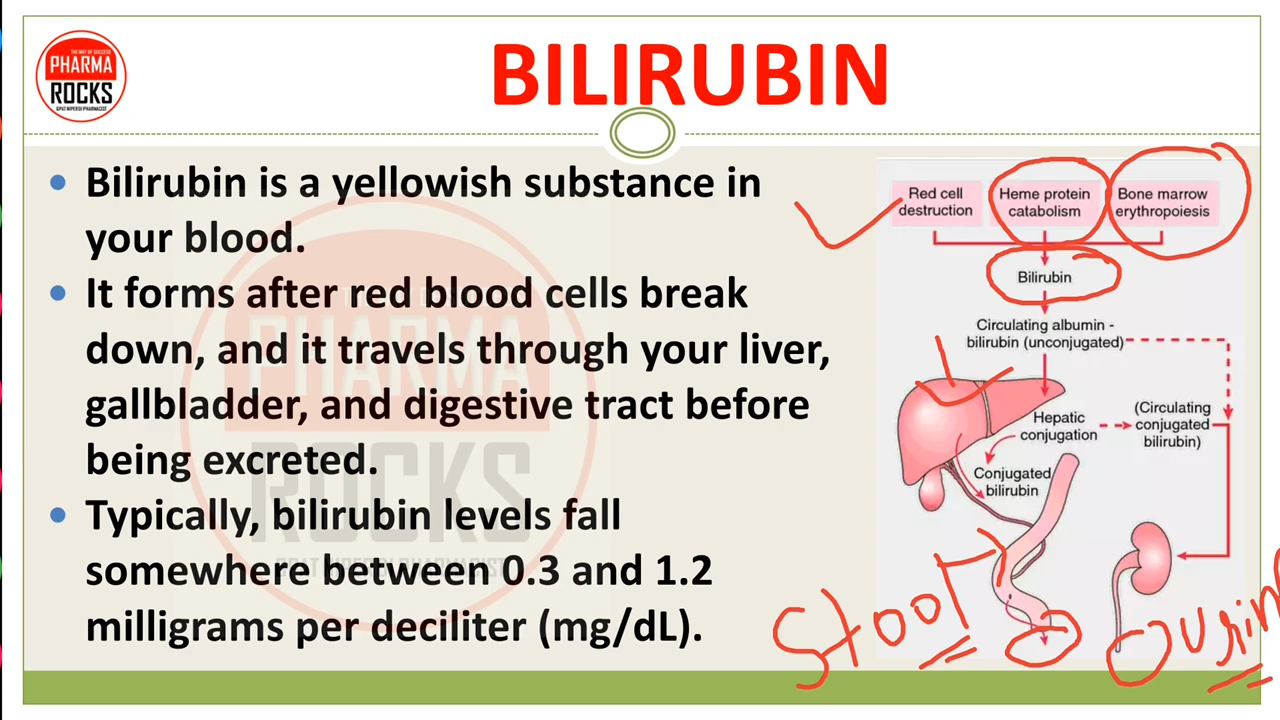 THE WAY OF SUCCESS
PHARMA
ROCKS
GPAT NIPER DI PHARMACIST
BILIRUBIN
• Bilirubin is a yellowish substance in
your blood.
• It forms after red blood cells break
down, and it travels through your liver,
gallbladder, and digestive tract before
being excreted.
• Typically, bilirubin levels fall
somewhere between 0.3 and 1.2
milligrams per deciliter (mg/dL).
PHARMA
ROCKS
Red cell
destruction
Heme protein
catabolism
Bone marrow
erythropoiesis
Bilirubin
Circulating albumin -
bilirubin (unconjugated)
Hepatic
conjugation
(Circulating
conjugated
bilirubin)
Conjugated
bilirubin
Stool